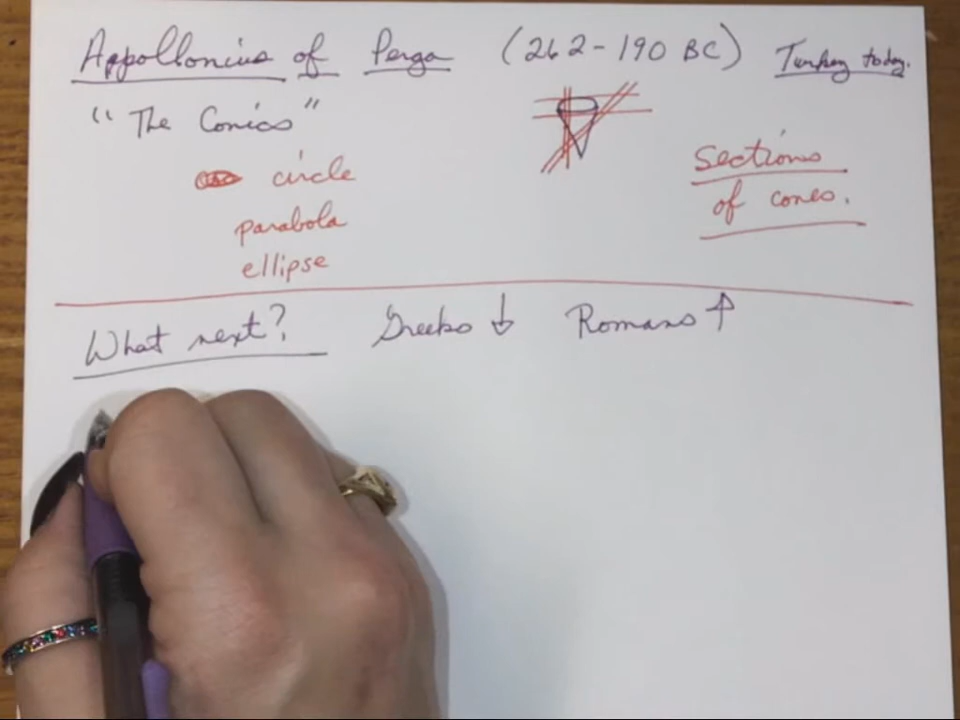 Appollonius of Perga (262-190 BC) Turkey today.
"The Conics"
circle
parabola
ellipse
Sections
of cones.
What next? Greeks ↓ Romans ↑